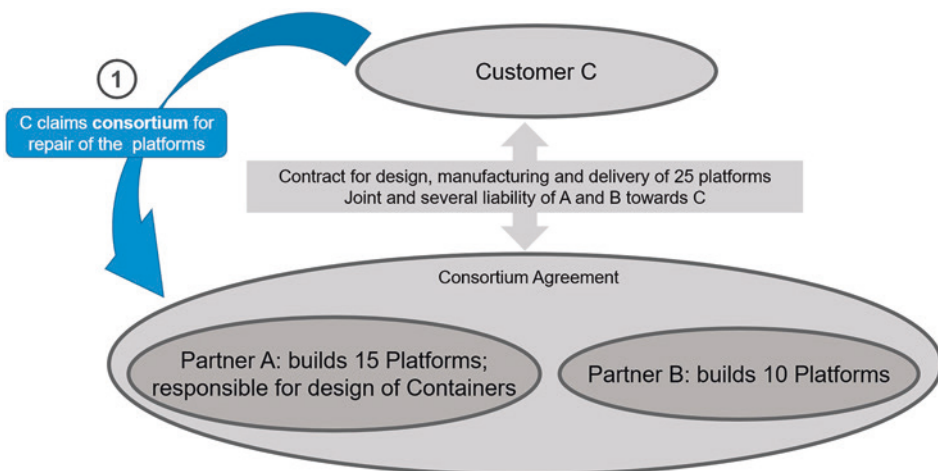 Customer C
1
C claims consortium for
repair of the platforms
Contract for design, manufacturing and delivery of 25 platforms
Joint and several liability of A and B towards C
Consortium Agreement
Partner A: builds 15 Platforms;
responsible for design of Containers
Partner B: builds 10 Platforms